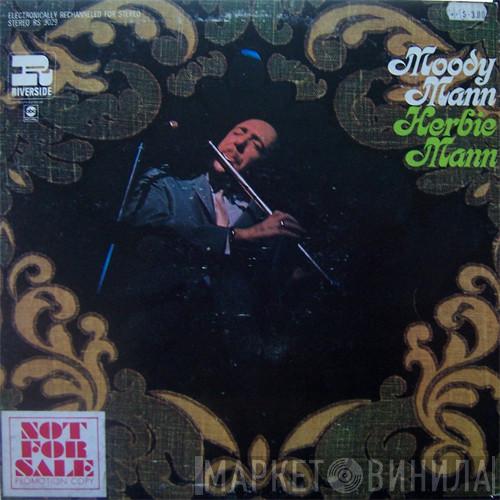 ELECTRONICALLY RECHANNELED FOR STEREO
STEREO RS 3029
RIVERSIDE
abc
Moody
Mann
Herbie
Mann
NOT
FOR
SALE
PROMOTION COPY
МАРКЕТ ВИНИЛА